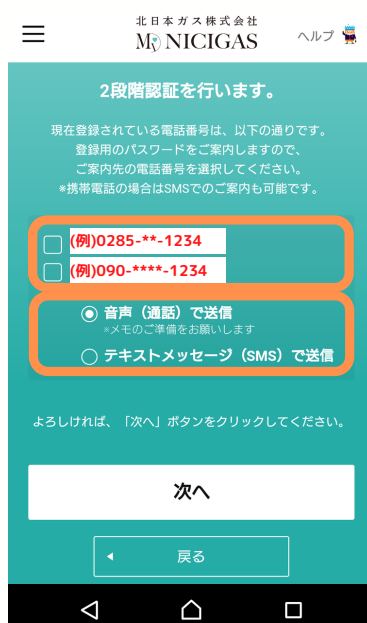 北日本ガス株式会社
My NICIGAS
ヘルプ
2段階認証を行います。
現在登録されている電話番号は、以下の通りです。
登録用のパスワードをご案内しますので、
ご案内先の電話番号を選択してください。
*携帯電話の場合はSMSでのご案内も可能です。
(例)0285-**-1234
(例)090-****-1234
音声（通話）で送信
*メモのご準備をお願いします
テキストメッセージ（SMS）で送信
よろしければ、「次へ」ボタンをクリックしてください。
次へ
戻る